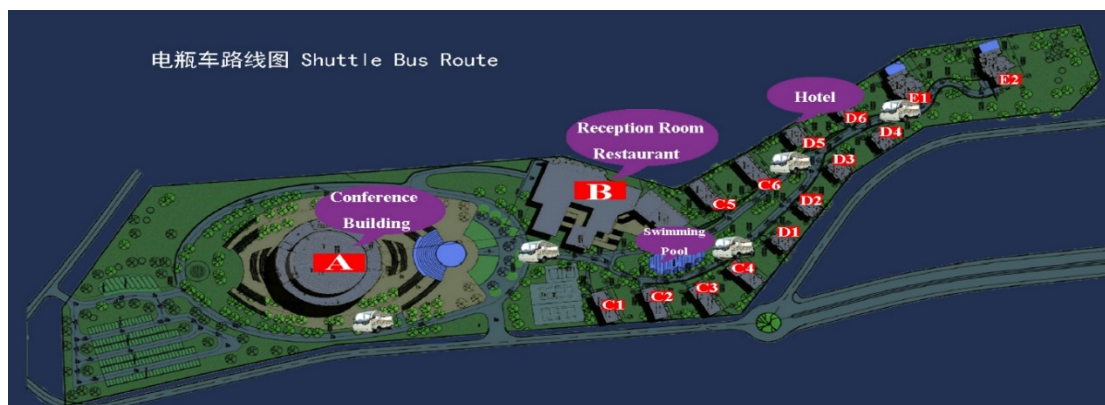 电瓶车路线图 Shuttle Bus Route
E2
E1
Hotel
D6
D4
D5
D3
Reception Room
Restaurant
B
C6
C5
D2
D1
Conference
Building
A
Swimming
Pool
C4
C3
C2
C1